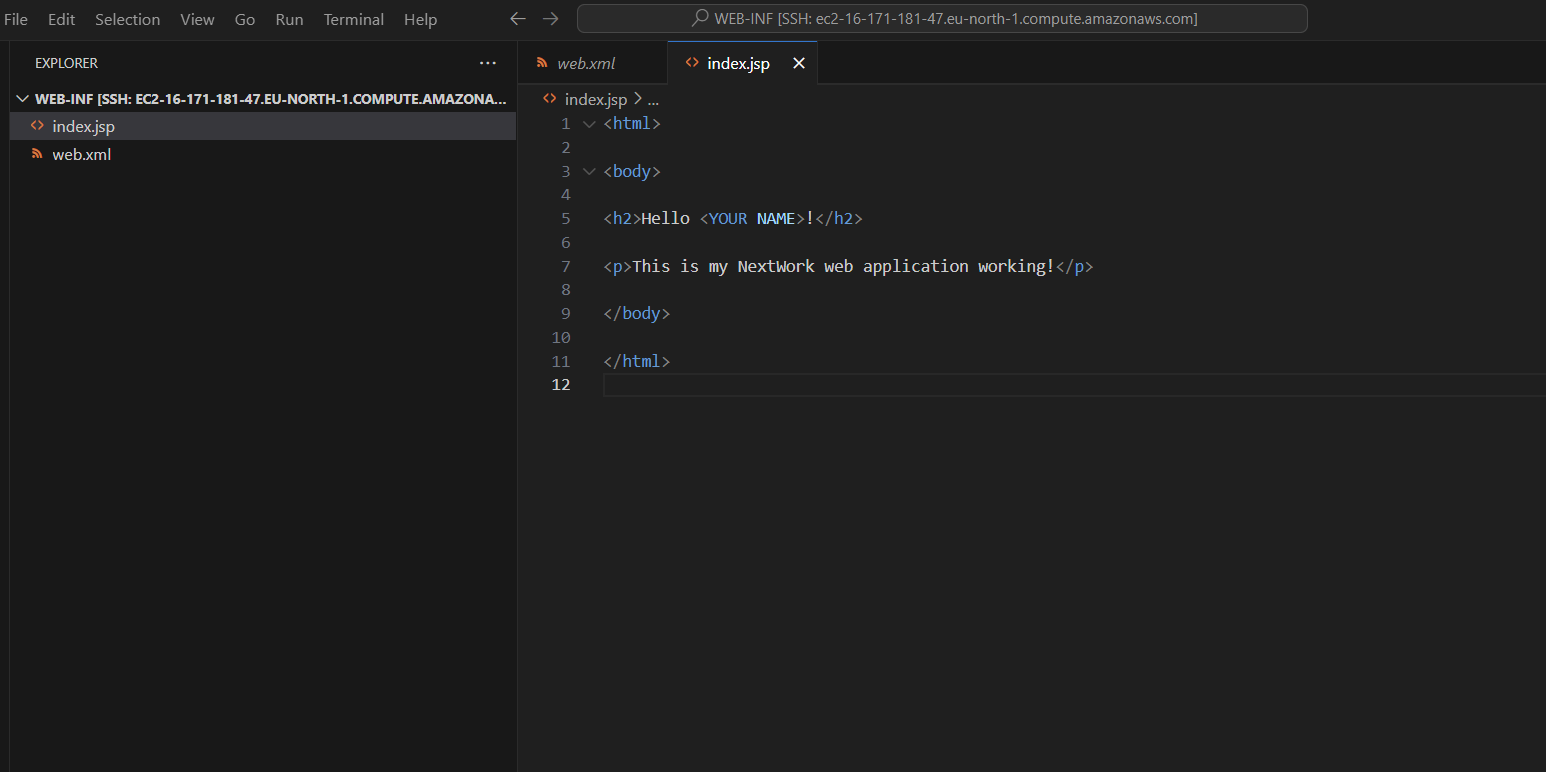 File Edit Selection View Go Run Terminal Help
WEB-INF [SSH: ec2-16-171-181-47.eu-north-1.compute.amazonaws.com]
EXPLORER
WEB-INF [SSH: EC2-16-171-181-47.EU-NORTH-1.COMPUTE.AMAZONA...
index.jsp
web.xml
web.xml
index.jsp
index.jsp > ...
1 <html>
2
3 <body>
4
5 <h2>Hello <YOUR NAME>!</h2>
6
7 <p>This is my NextWork web application working!</p>
8
9 </body>
10
11 </html>
12